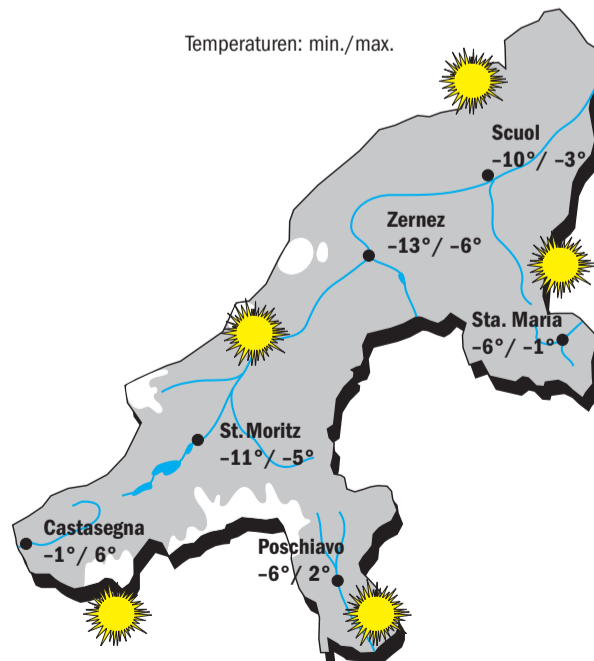 Temperaturen: min./max.
Scuol
–10°/ –3°
Zernez
–13°/ –6°
Sta. Maria
–6°/ –1°
St. Moritz
–11°/ –5°
Castasegna
–1°/ 6°
Poschiavo
–6°/ 2°